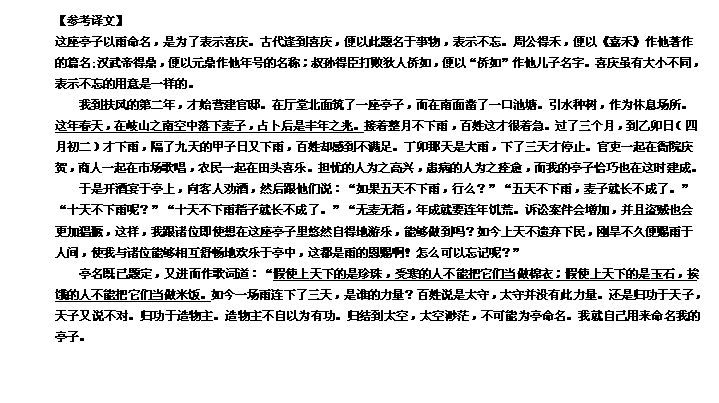 【参考译文】
这座亭子以雨命名，是为了表示喜庆。古代逢到喜庆，便以此题名于事物，表示不忘。周公得禾，便以《嘉禾》作他著作
的篇名;汉武帝得鼎，便以元鼎作他年号的名称；叔孙得臣打败狄人侨如，便以“侨如”作他儿子名字。喜庆虽有大小不同，
表示不忘的用意是一样的。
我到扶风的第二年，才始营建官邸。在厅堂北面筑了一座亭子，而在南面凿了一口池塘。引水种树，作为休息场所。
这年春天，在岐山之南空中落下麦子，占卜后是丰年之兆。接着整月不下雨，百姓这才很着急。过了三个月，到乙卯日（四
月初二）才下雨，隔了九天的甲子日又下雨，百姓却感到不满足。丁卯那天是大雨，下了三天才停止。官吏一起在衙院庆
贺，商人一起在市场歌唱，农民一起在田头喜乐。担忧的人为之高兴，患病的人为之痊愈，而我的亭子恰巧也在这时建成。
于是开酒宴于亭上，向客人劝酒，然后跟他们说：“如果五天不下雨，行么？”“五天不下雨，麦子就长不成了。”
“十天不下雨呢？”“十天不下雨稻子就长不成了。”“无麦无稻，年成就要连年饥荒。诉讼案件会增加，并且盗贼也会
更加猖獗，这样，我跟诸位即使想在这座亭子里悠然自得地游乐，能够做到吗？如今上天不遗弃下民，刚旱不久便赐雨于
人间，使我与诸位能够相互舒畅地欢乐于亭中，这都是雨的恩赐啊！怎么可以忘记呢？”
亭名既已题定，又进而作歌词道：“假使上天下的是珍珠，受寒的人不能把它们当做棉衣；假使上天下的是玉石，挨
饿的人不能把它们当做米饭。如今一场雨连下了三天，是谁的力量？百姓说是太守，太守并没有此力量。还是归功于天子，
天子又说不对。归功于造物主。造物主不自以为有功。归结到太空，太空渺茫，不可能为亭命名。我就自己用来命名我的
亭子。